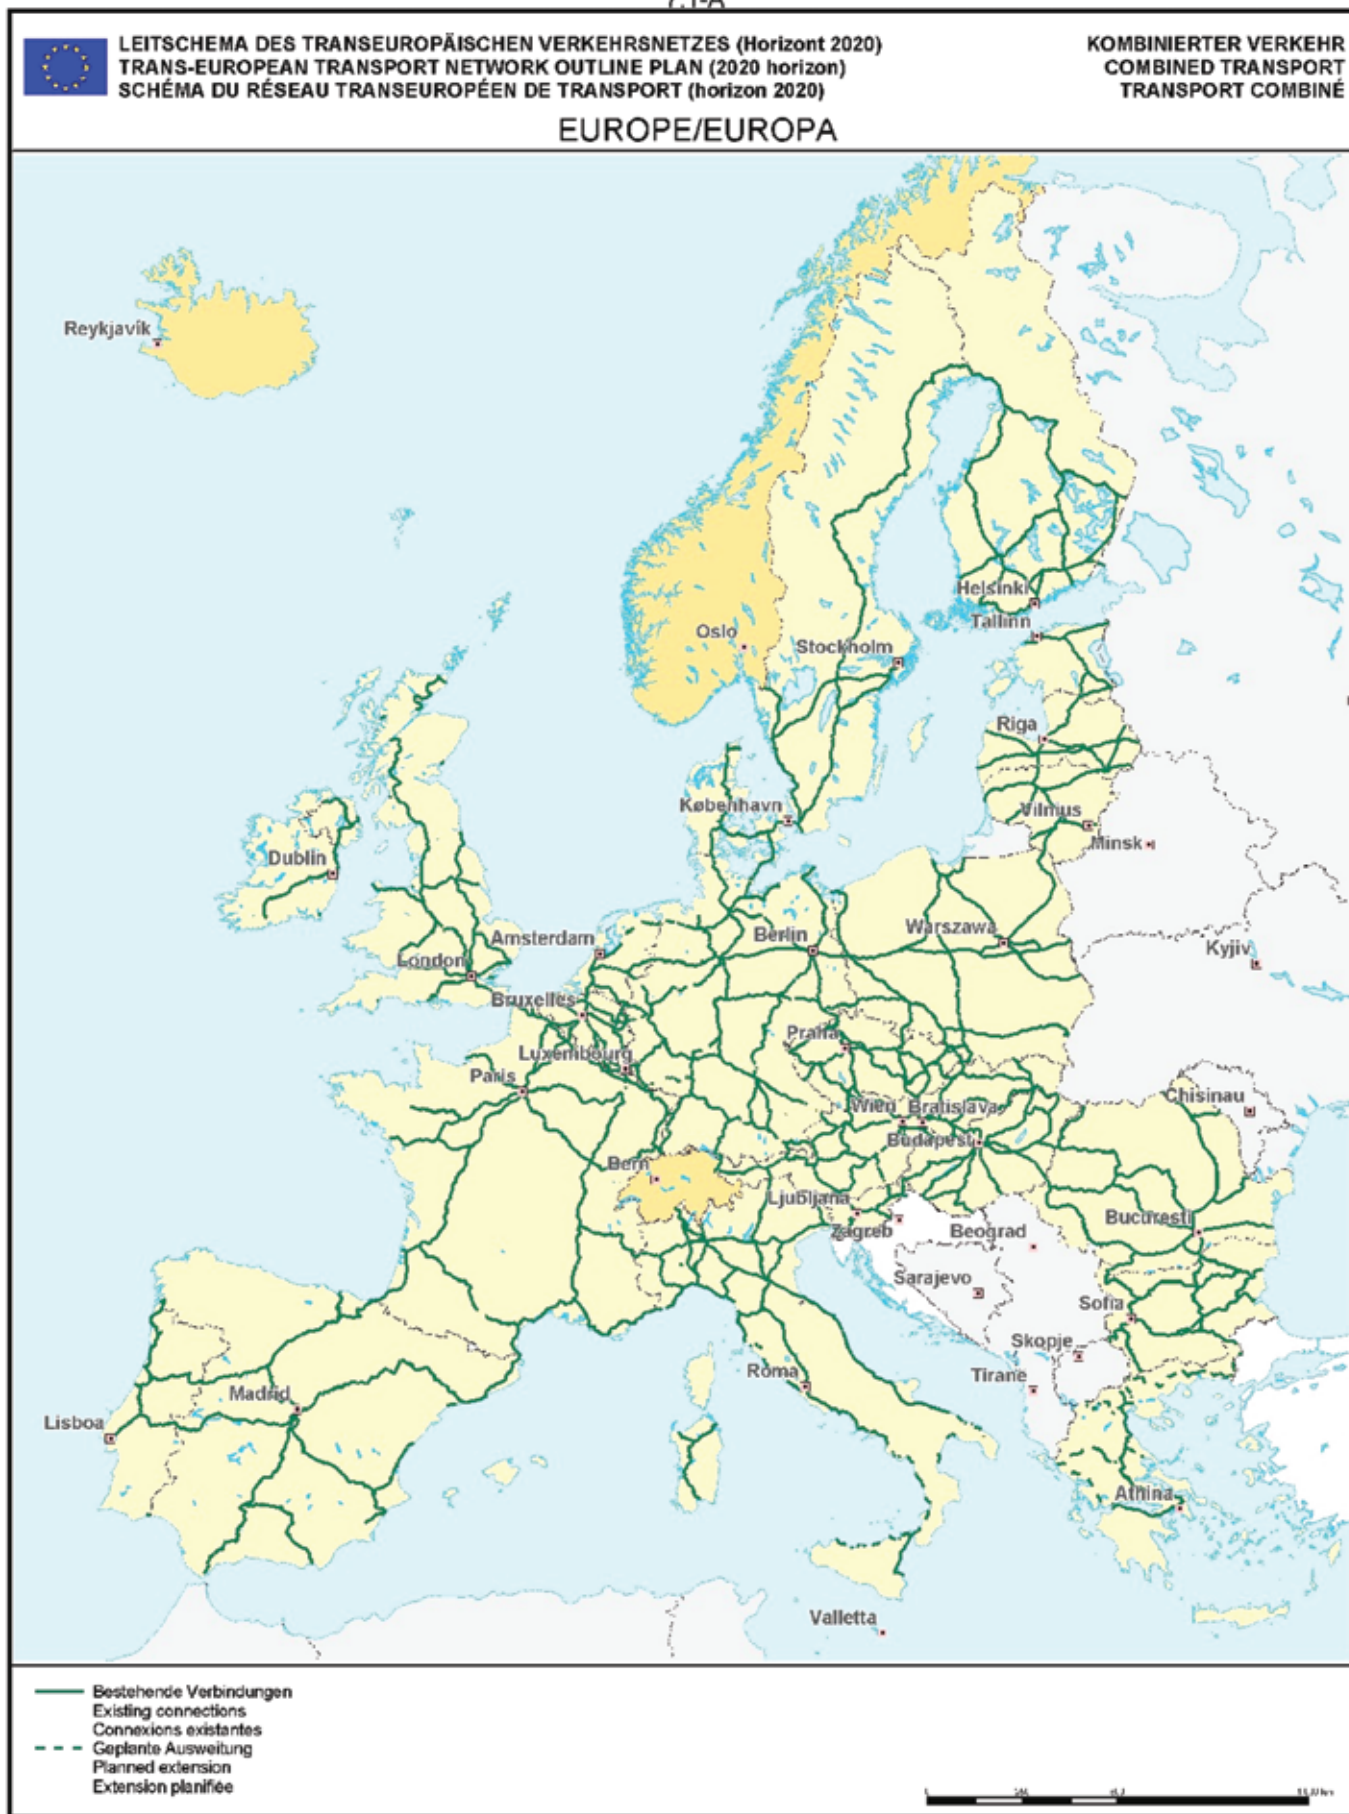 7.1-A
LEITSCHEMA DES TRANSEUROPÄISCHEN VERKEHRSNETZES (Horizont 2020)
TRANS-EUROPEAN TRANSPORT NETWORK OUTLINE PLAN (2020 horizon)
SCHÉMA DU RÉSEAU TRANSEUROPÉEN DE TRANSPORT (horizon 2020)
KOMBINIERTER VERKEHR
COMBINED TRANSPORT
TRANSPORT COMBINÉ
EUROPE/EUROPA
Reykjavík
Helsinki
Tallinn
Oslo
Stockholm
Riga
København
Vilnius
Minsk
Dublin
Amsterdam
Berlin
Warszawa
Kyjiv
London
Bruxelles
Praha
Luxembourg
Paris
Chisinau
Wien
Bratislava
Budapest
Bern
Ljubljana
Zagreb
Beograd
Bucuresti
Sarajevo
Sofia
Skopje
Roma
Tirane
Madrid
Lisboa
Athina
Valletta
Bestehende Verbindungen
Existing connections
Connexions existantes
Geplante Ausweitung
Planned extension
Extension planifiée